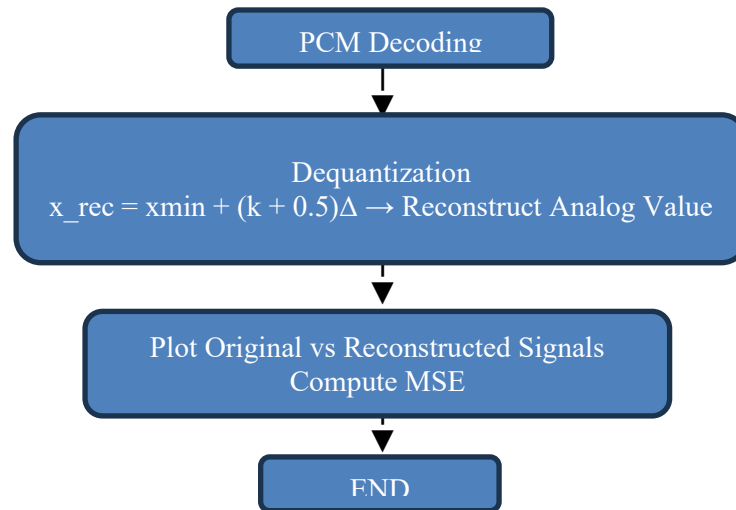 PCM Decoding
Dequantization
x_rec = xmin + (k + 0.5)Δ → Reconstruct Analog Value
Plot Original vs Reconstructed Signals
Compute MSE
END